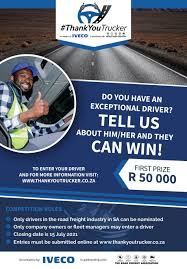 #ThankYouTrucker
IVECO
DO YOU HAVE AN
EXCEPTIONAL DRIVER?
TELL US
ABOUT HIM/HER AND THEY
CAN WIN!
FIRST PRIZE
R 50 000
TO ENTER YOUR DRIVER
AND FOR MORE INFORMATION VISIT:
WWW.THANKYOUTRUCKER.CO.ZA
COMPETITION RULES
Only drivers in the road freight industry in SA can be nominated
Only company owners or fleet managers may enter a driver
Closing date is 15 July 2021
Entries must be submitted online at www.thankyoutrucker.co.za
IVECO